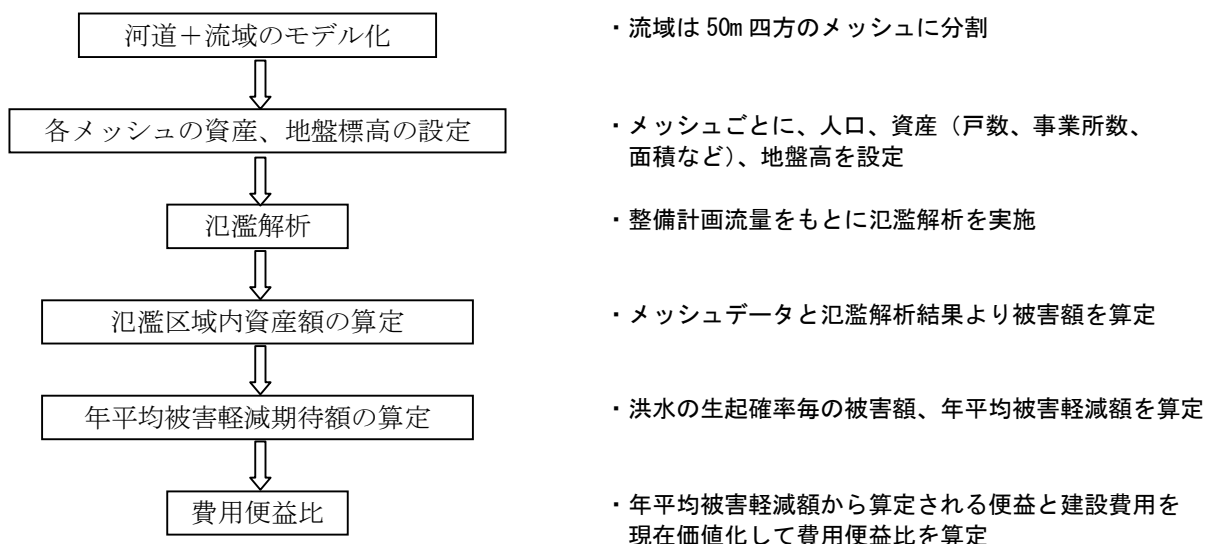 河道+流域のモデル化
・流域は 50m 四方のメッシュに分割
各メッシュの資産、地盤標高の設定
・メッシュごとに、人口、資産(戸数、事業所数、
面積など)、地盤高を設定
氾濫解析
・整備計画流量をもとに氾濫解析を実施
氾濫区域内資産額の算定
・メッシュデータと氾濫解析結果より被害額を算定
年平均被害軽減期待額の算定
・洪水の生起確率毎の被害額、年平均被害軽減額を算定
費用便益比
・年平均被害軽減額から算定される便益と建設費用を
現在価値化して費用便益比を算定